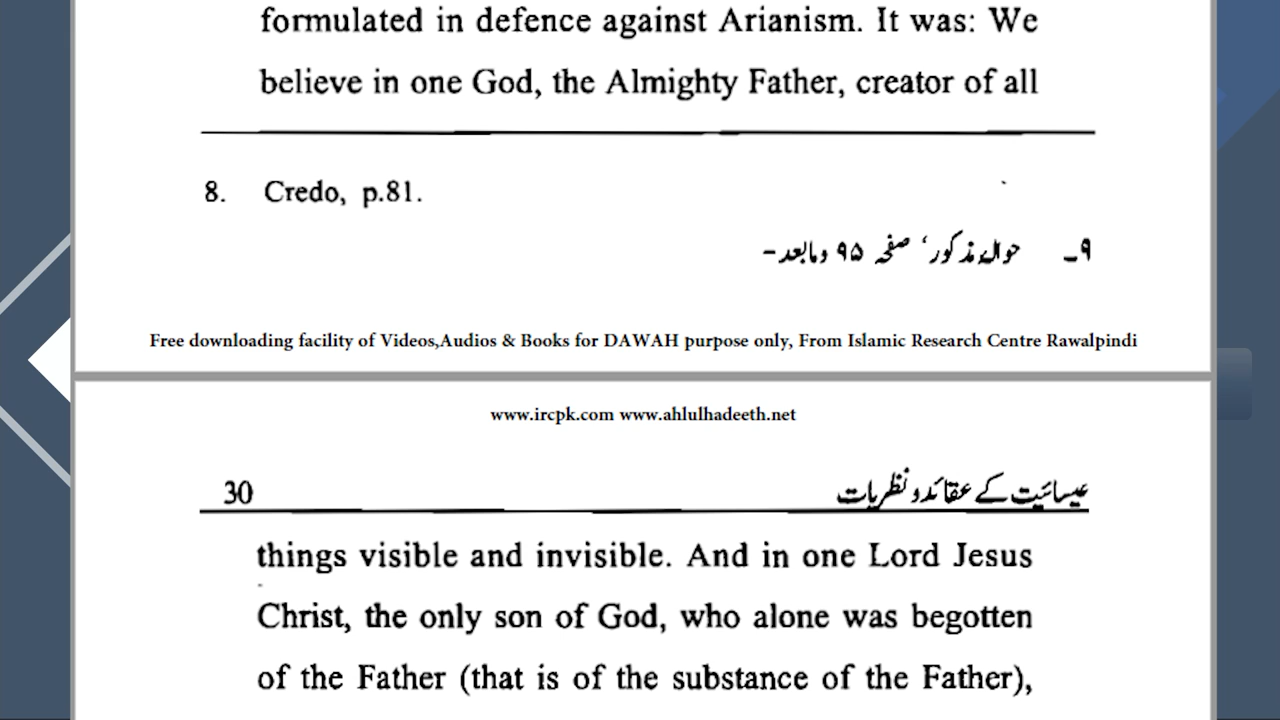 formulated in defence against Arianism. It was: We
believe in one God, the Almighty Father, creator of all
8. Credo, p.81.
۹۔ حوالۂ مذکور، صفحہ ۹۵ ومابعد۔
Free downloading facility of Videos,Audios & Books for DAWAH purpose only, From Islamic Research Centre Rawalpindi
www.ircpk.com www.ahlulhadeeth.net
30 عیسائیت کے عقائد و نظریات
things visible and invisible. And in one Lord Jesus
Christ, the only son of God, who alone was begotten
of the Father (that is of the substance of the Father),